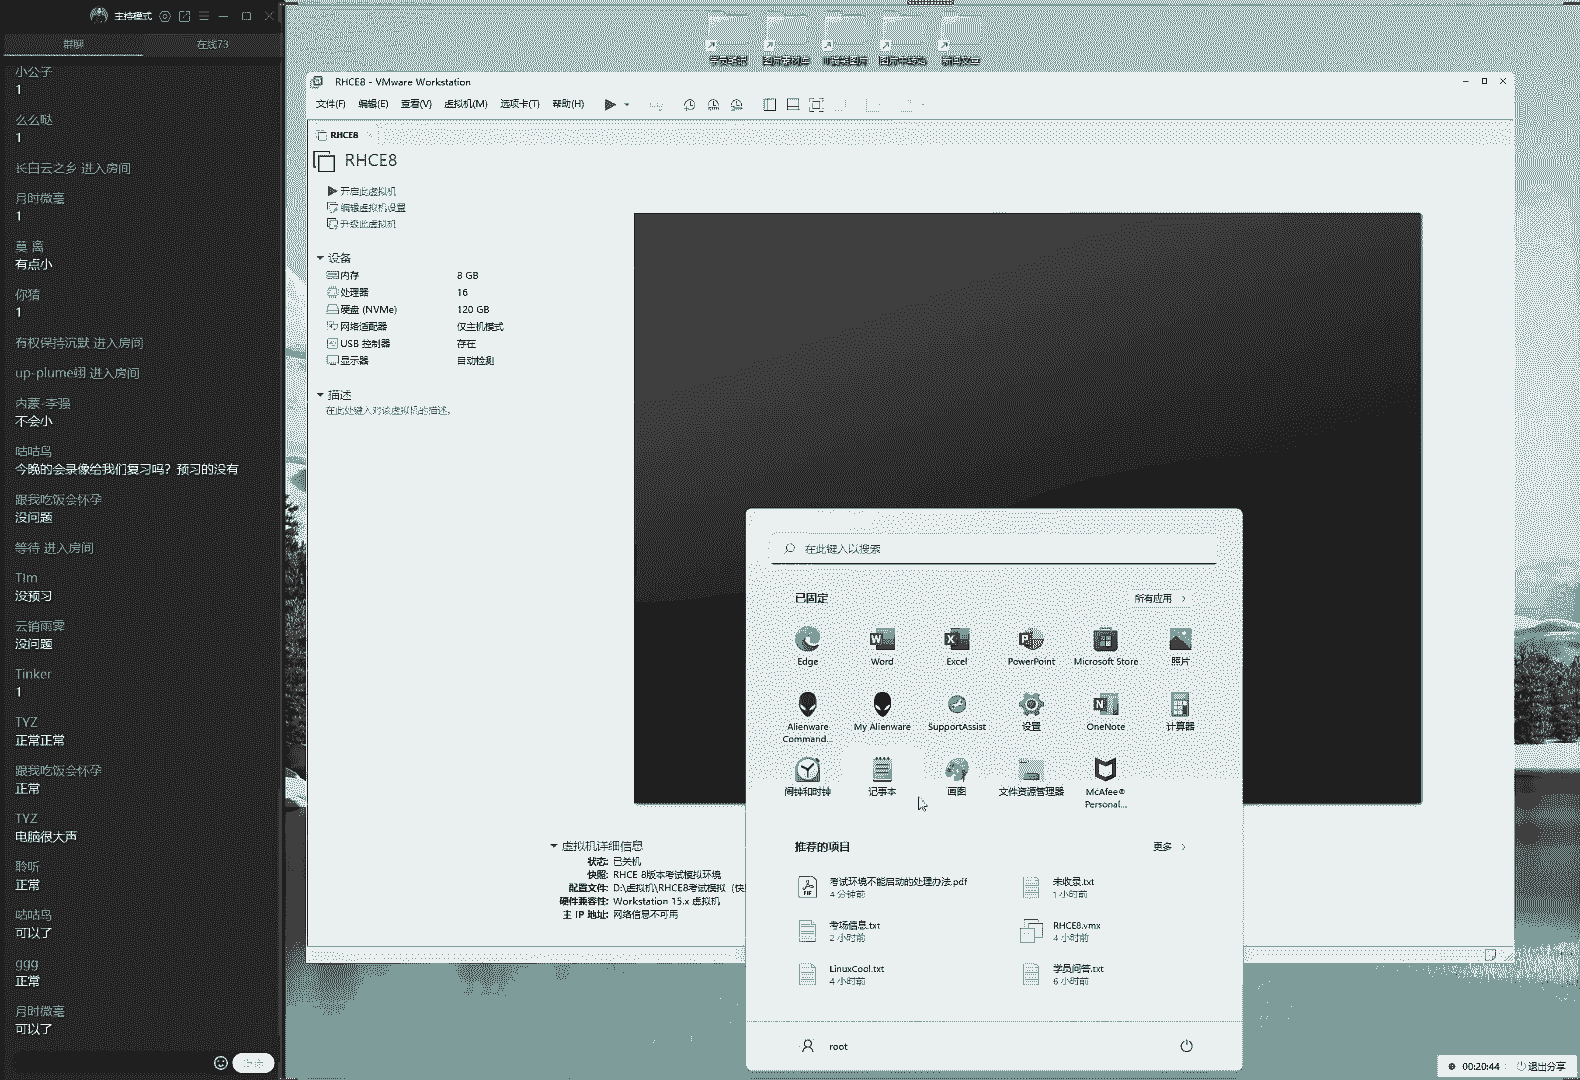 主持模式
群聊
在线73
小公子
1
么么哒
1
长白云之乡 进入房间
月时微毫
1
莫 离
有点小
你猜
1
有权保持沉默 进入房间
up-plume翊 进入房间
内蒙-李强
不会小
咕咕鸟
今晚的会录像给我们复习吗？预习的没有
跟我吃饭会怀孕
没问题
等待 进入房间
Tim
没预习
云销雨霁
没问题
Tinker
1
TYZ
正常正常
跟我吃饭会怀孕
正常
TYZ
电脑很大声
聆听
正常
咕咕鸟
可以了
ggg
正常
月时微毫
可以了
RHCE8 - VMware Workstation
文件(F) 编辑(E) 查看(V) 虚拟机(M) 选项卡(T) 帮助(H)
RHCE8
RHCE8
开启此虚拟机
编辑虚拟机设置
升级此虚拟机
设备
内存 8 GB
处理器 16
硬盘 (NVMe) 120 GB
网络适配器 仅主机模式
USB 控制器 存在
显示器 自动检测
描述
在此处键入对该虚拟机的描述。
虚拟机详细信息
状态: 已关机
快照: RHCE 8版本考试模拟环境
配置文件: D:\虚拟机\RHCE8考试模拟（快
硬件兼容性: Workstation 15.x 虚拟机
主 IP 地址: 网络信息不可用
在此键入以搜索
已固定
所有应用
Edge
Word
Excel
PowerPoint
Microsoft Store
照片
Alienware Command...
My Alienware
SupportAssist
设置
OneNote
计算器
闹钟和时钟
记事本
画图
文件资源管理器
McAfee® Personal...
推荐的项目
更多
考试环境不能启动的处理办法.pdf
4 分钟前
未收录.txt
1 小时前
考场信息.txt
2 小时前
RHCE8.vmx
4 小时前
LinuxCool.txt
4 小时前
学员问答.txt
6 小时前
root
00:20:44
退出分享